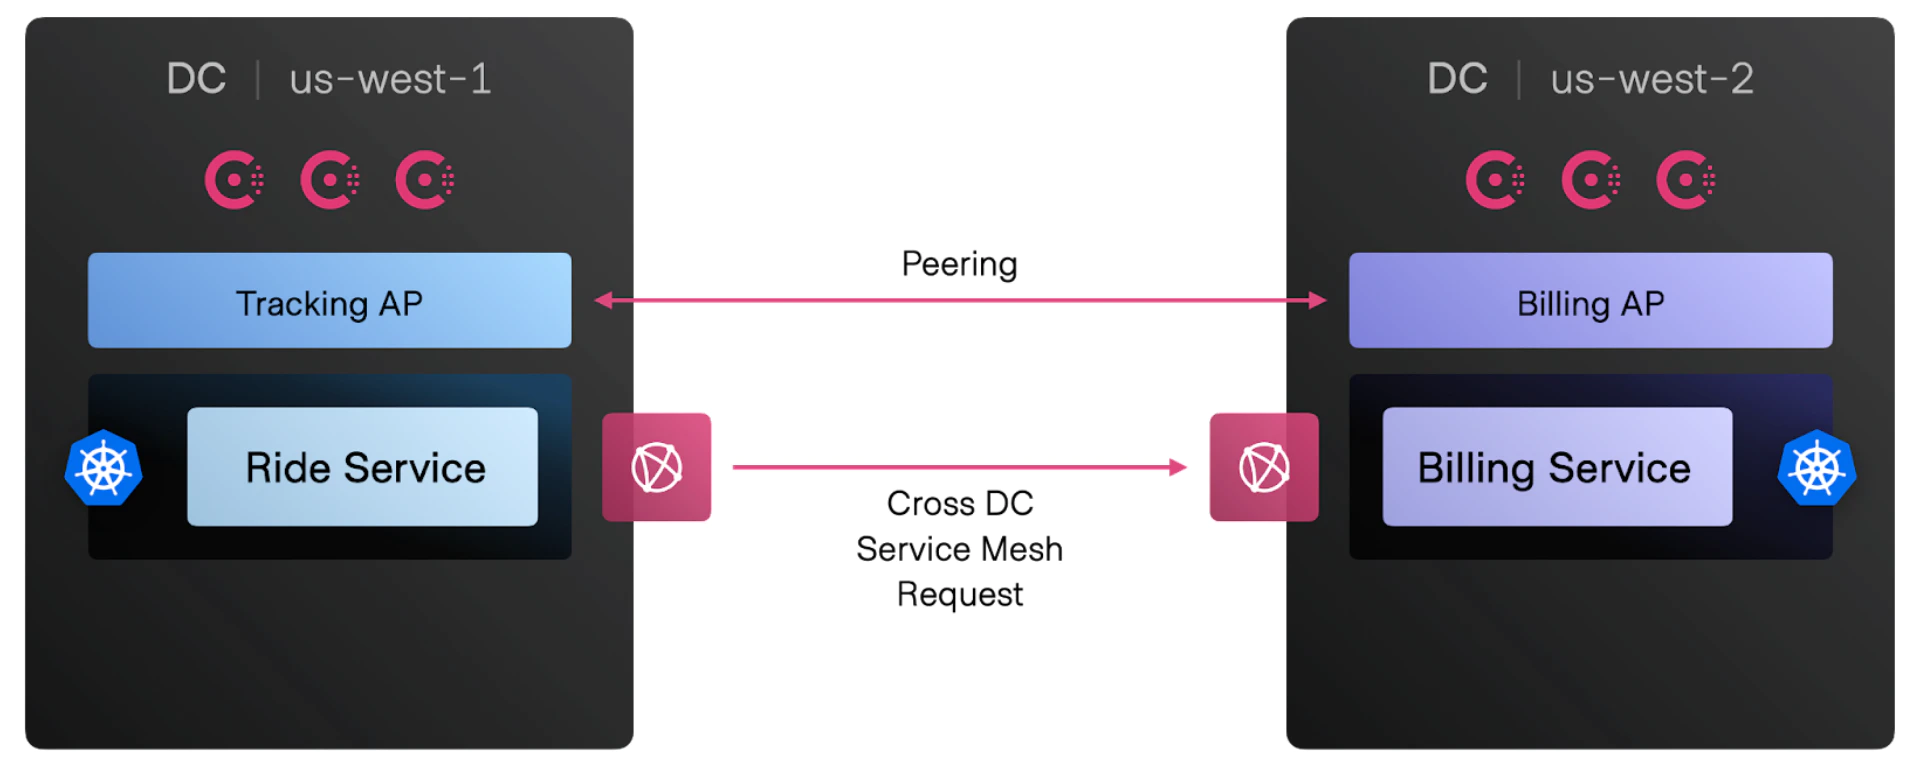 DC | us-west-1
DC | us-west-2
Peering
Tracking AP
Billing AP
Ride Service
Billing Service
Cross DC
Service Mesh
Request